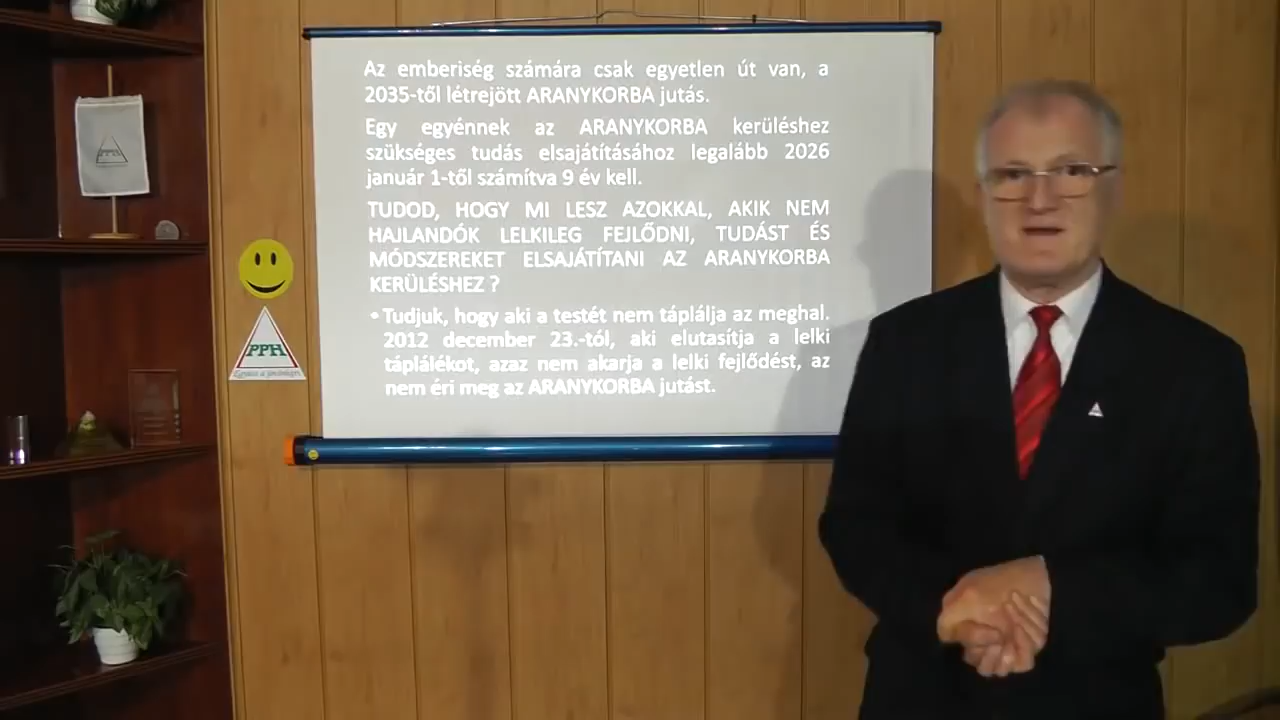 Az emberiség számára csak egyetlen út van, a
2035-től létrejött ARANYKORBA jutás.
Egy egyénnek az ARANYKORBA kerüléshez
szükséges tudás elsajátításához legalább 2026
január 1-től számítva 9 év kell.
TUDOD, HOGY MI LESZ AZOKKAL, AKIK NEM
HAJLANDÓK LELKILEG FEJLŐDNI, TUDÁST ÉS
MÓDSZEREKET ELSAJÁTÍTANI AZ ARANYKORBA
KERÜLÉSHEZ ?
• Tudjuk, hogy aki a testét nem táplálja az meghal.
2012 december 23.-tól, aki elutasítja a lelki
táplálékot, azaz nem akarja a lelki fejlődést, az
nem éri meg az ARANYKORBA jutást.
PPH